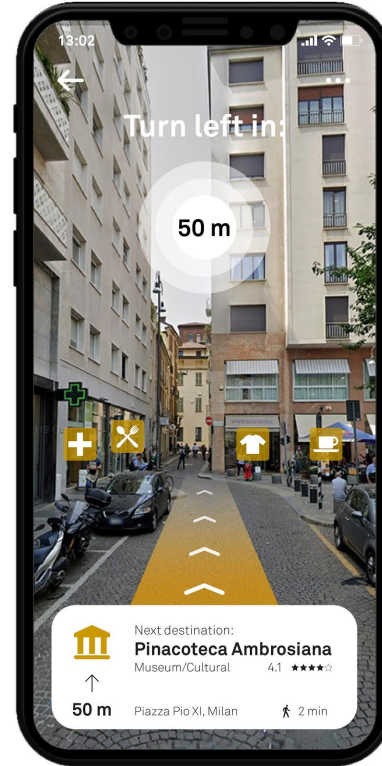 13:02
Turn left in:
50 m
Next destination:
Pinacoteca Ambrosiana
Museum/Cultural 4.1
50 m
Piazza Pio XI, Milan 2 min